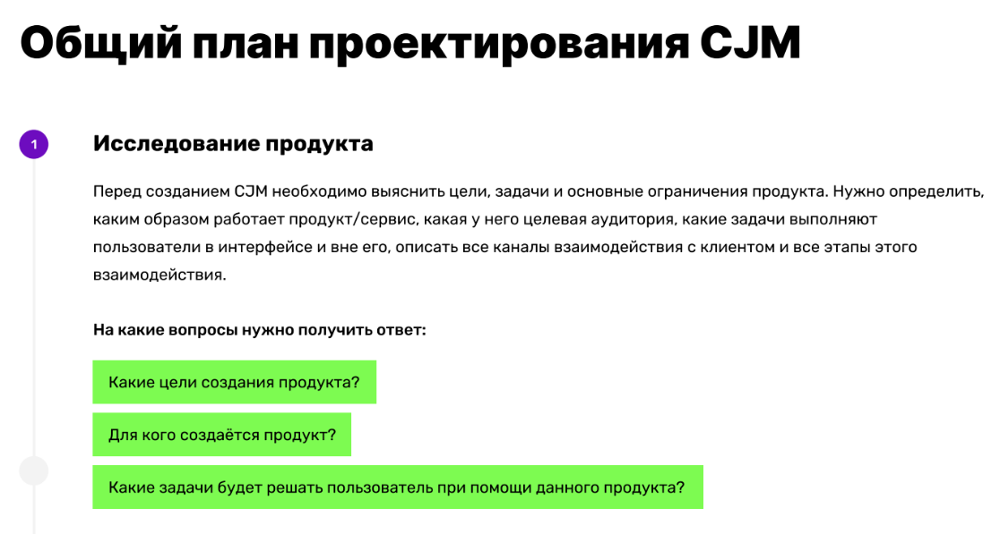 Общий план проектирования CJM
1
Исследование продукта
Перед созданием CJM необходимо выяснить цели, задачи и основные ограничения продукта. Нужно определить,
каким образом работает продукт/сервис, какая у него целевая аудитория, какие задачи выполняют
пользователи в интерфейсе и вне его, описать все каналы взаимодействия с клиентом и все этапы этого
взаимодействия.
На какие вопросы нужно получить ответ:
Какие цели создания продукта?
Для кого создаётся продукт?
Какие задачи будет решать пользователь при помощи данного продукта?